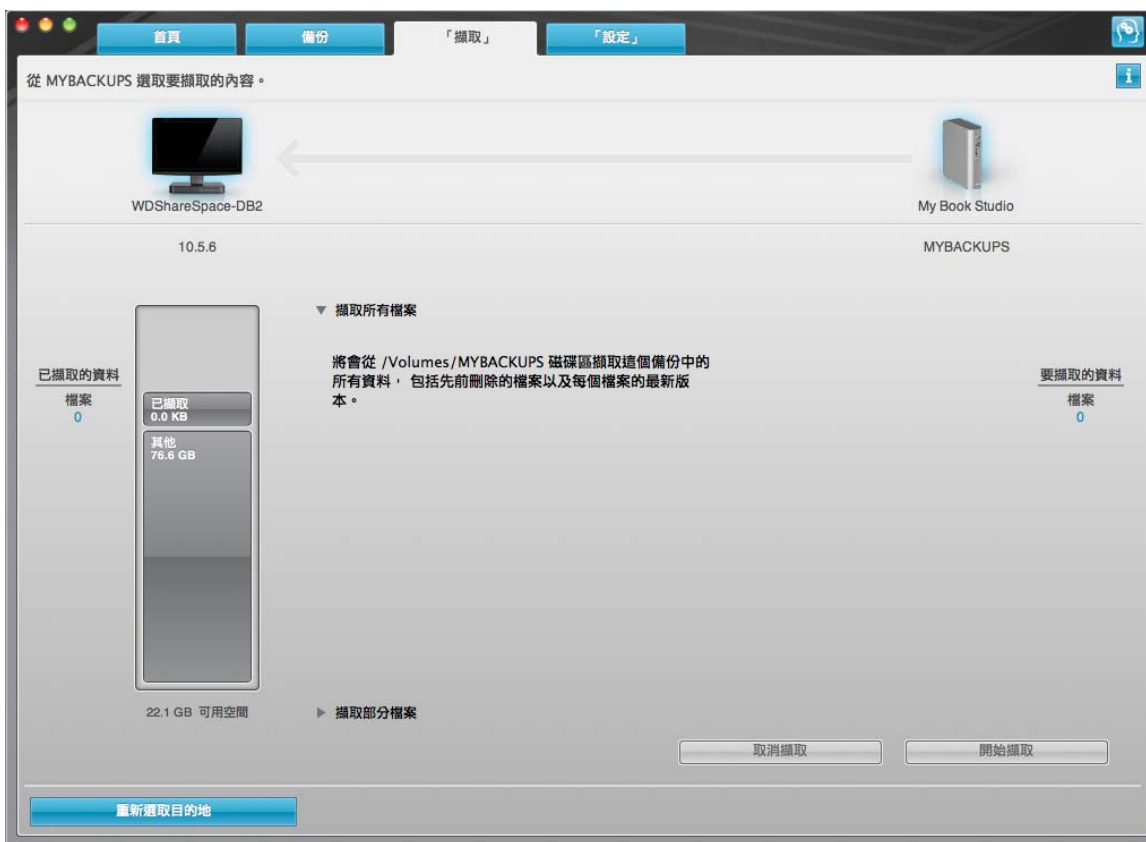 首頁
備份
「擷取」
「設定」
從 MYBACKUPS 選取要擷取的內容。
WDShareSpace-DB2
My Book Studio
10.5.6
MYBACKUPS
擷取所有檔案
將會從 /Volumes/MYBACKUPS 磁碟區擷取這個備份中的
所有資料， 包括先前刪除的檔案以及每個檔案的最新版
本。
已擷取的資料
檔案
0
已擷取
0.0 KB
其他
76.6 GB
要擷取的資料
檔案
0
22.1 GB 可用空間
擷取部分檔案
取消擷取
開始擷取
重新選取目的地